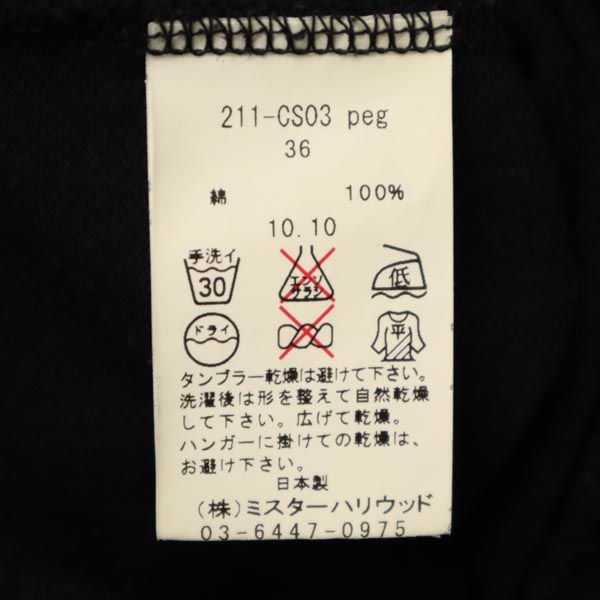 211-CS03 peg
36
綿 100%
10.10
手洗イ 30 エンソ サラシ 低
ドライ 平
タンブラー乾燥は避けて下さい。
洗濯後は形を整えて自然乾燥
して下さい。広げて乾燥。
ハンガーに掛けての乾燥は、
お避け下さい。
日本製
(株)ミスターハリウッド
03-6447-0975